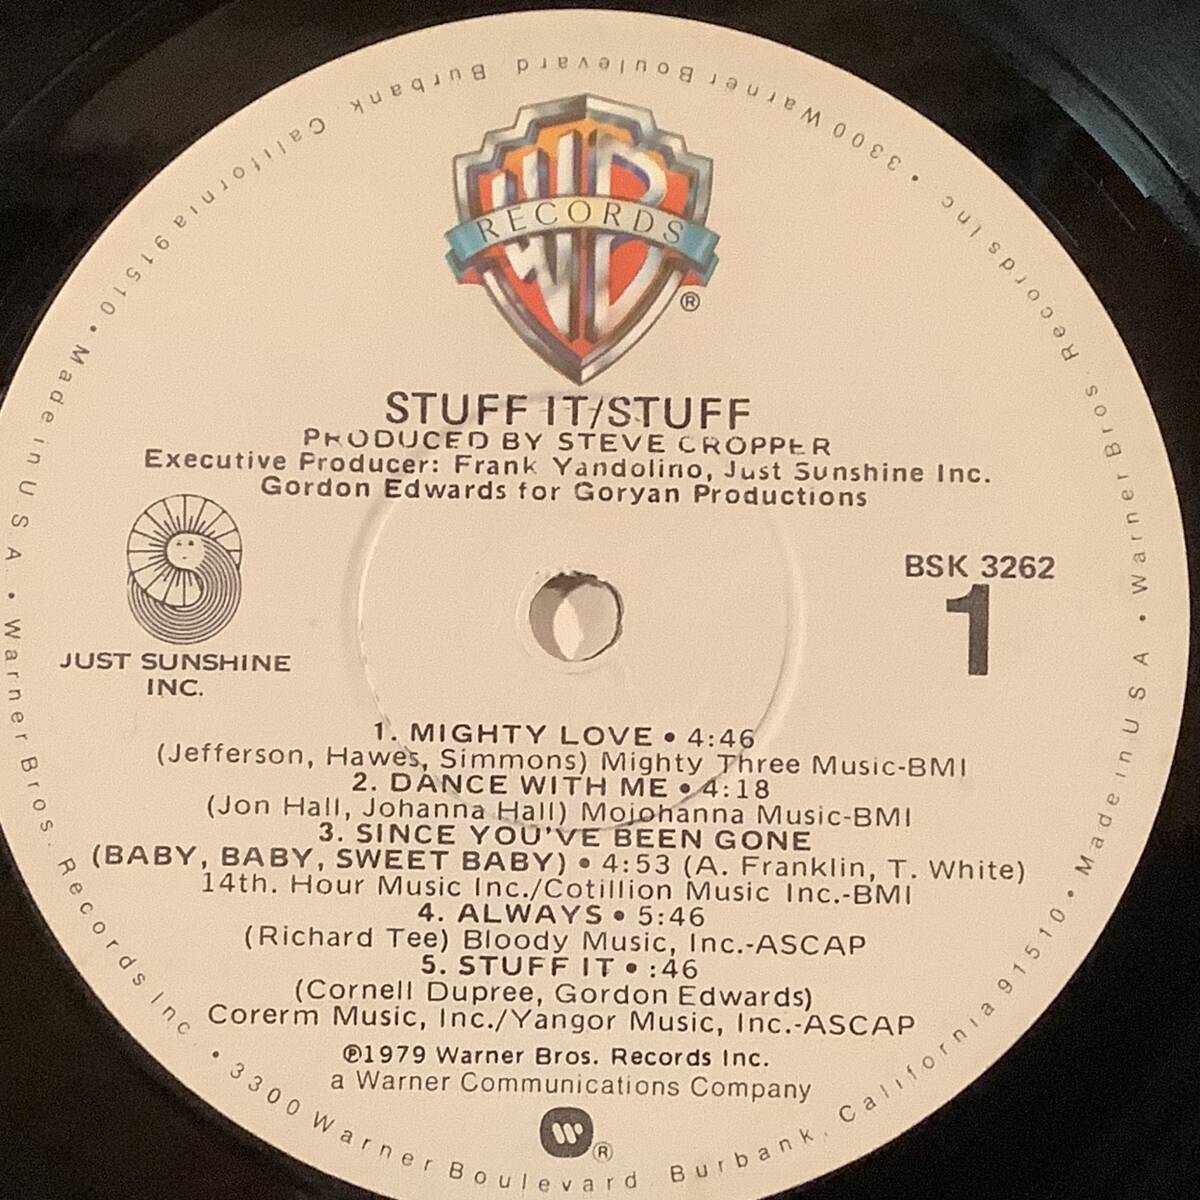 WB
RECORDS
®
STUFF IT/STUFF
PRODUCED BY STEVE CROPPER
Executive Producer: Frank Yandolino, Just Sunshine Inc.
Gordon Edwards for Goryan Productions
JUST SUNSHINE
INC.
BSK 3262
1
1. MIGHTY LOVE • 4:46
(Jefferson, Hawes, Simmons) Mighty Three Music-BMI
2. DANCE WITH ME • 4:18
(Jon Hall, Johanna Hall) Mojohanna Music-BMI
3. SINCE YOU'VE BEEN GONE
(BABY, BABY, SWEET BABY) • 4:53 (A. Franklin, T. White)
14th. Hour Music Inc./Cotillion Music Inc.-BMI
4. ALWAYS • 5:46
(Richard Tee) Bloody Music, Inc.-ASCAP
5. STUFF IT • :46
(Cornell Dupree, Gordon Edwards)
Corerm Music, Inc./Yangor Music, Inc.-ASCAP
℗1979 Warner Bros. Records Inc.
a Warner Communications Company
®
Warner Bros. Records Inc. • 3300 Warner Boulevard, Burbank, California 91510 • Made in U.S.A. • Warner Bros. Records Inc. • 3300 Warner Boulevard Burbank, California 91510 • Made in U.S.A. •